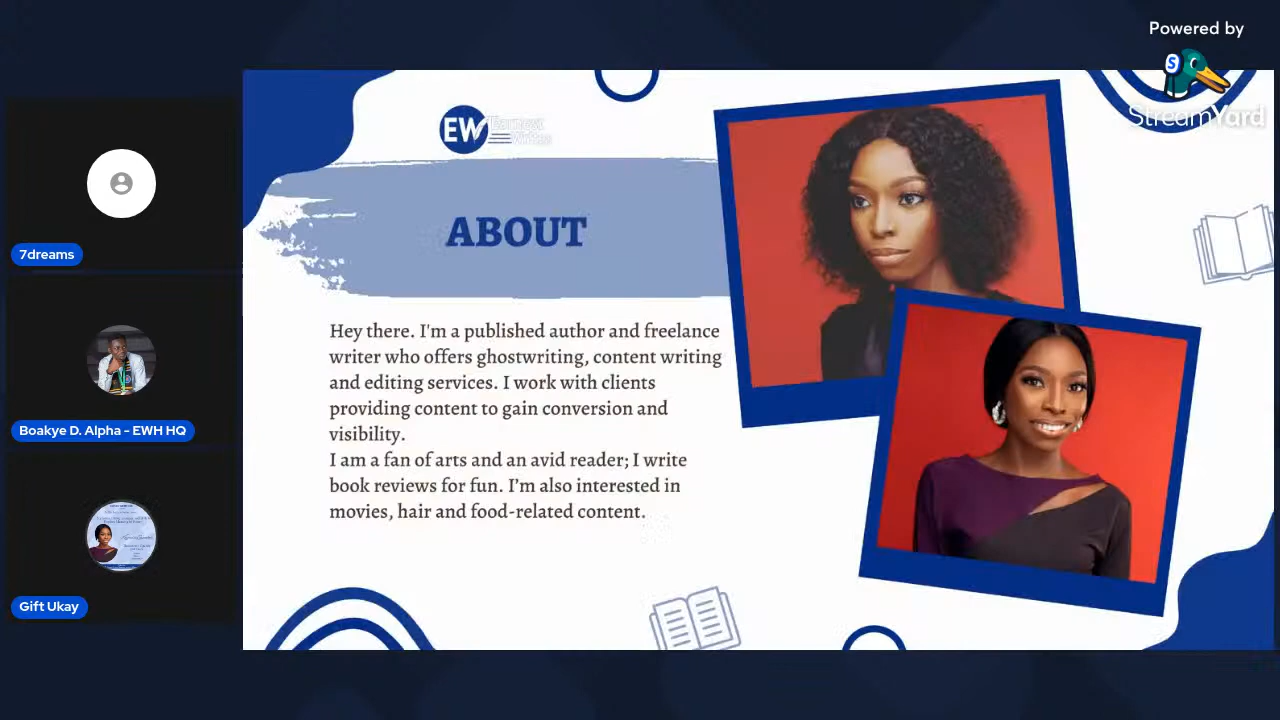 Powered by
StreamYard
EW Earnest
Writes
ABOUT
Hey there. I'm a published author and freelance
writer who offers ghostwriting, content writing
and editing services. I work with clients
providing content to gain conversion and
visibility.
I am a fan of arts and an avid reader; I write
book reviews for fun. I'm also interested in
movies, hair and food-related content.
7dreams
Boakye D. Alpha - EWH HQ
Gift Ukay